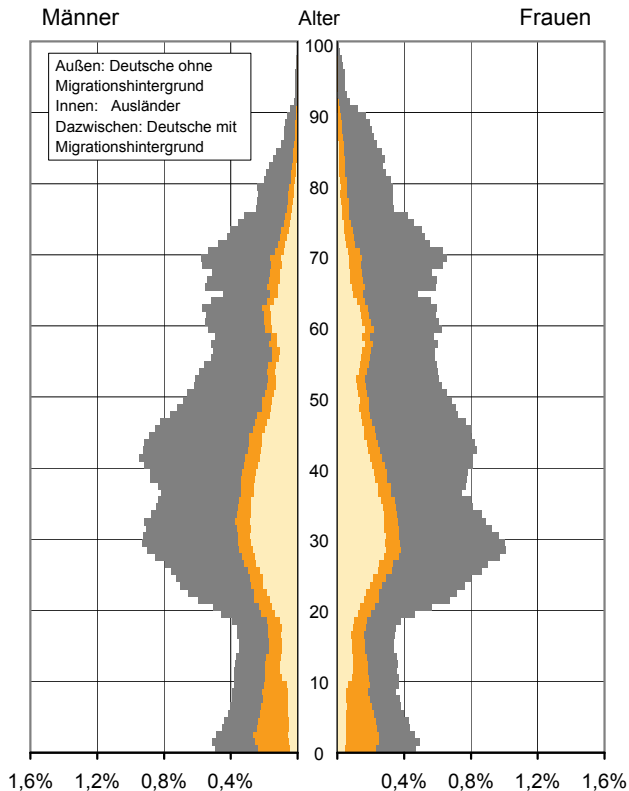 Männer Alter Frauen
Außen: Deutsche ohne
Migrationshintergrund
Innen: Ausländer
Dazwischen: Deutsche mit
Migrationshintergrund
100
90
80
70
60
50
40
30
20
10
0
1,6% 1,2% 0,8% 0,4% 0,4% 0,8% 1,2% 1,6%